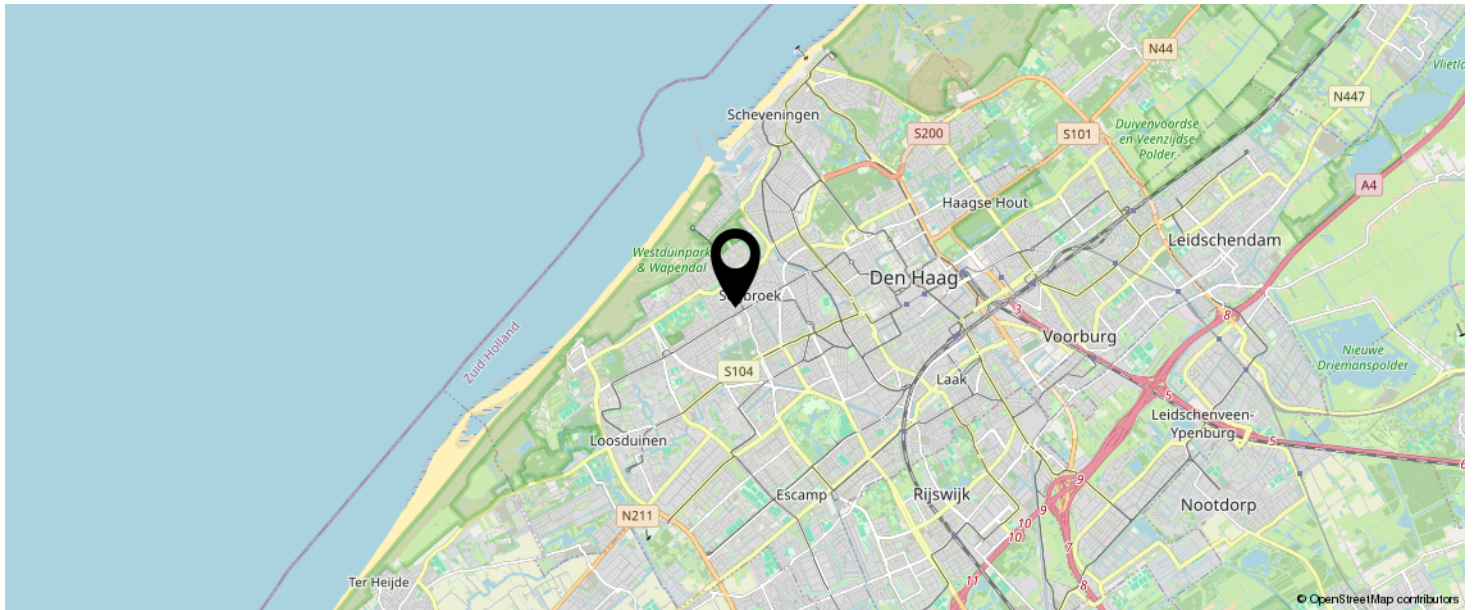 N44
Vlietla
N447
Scheveningen
S200
S101
Duivenvoordse
en Veenzijdse
Polder
A4
Haagse Hout
Leidschendam
Westduinpark
& Wapendal
Den Haag
3
8
Zuid-Holland
Voorburg
Nieuwe
Driemanspolder
S104
Laak
5
Leidschenveen-
Ypenburg
5
6
Loosduinen
9
Escamp
Rijswijk
9
Nootdorp
N211
10
10
7
11
8
8
Ter Heijde
© OpenStreetMap contributors